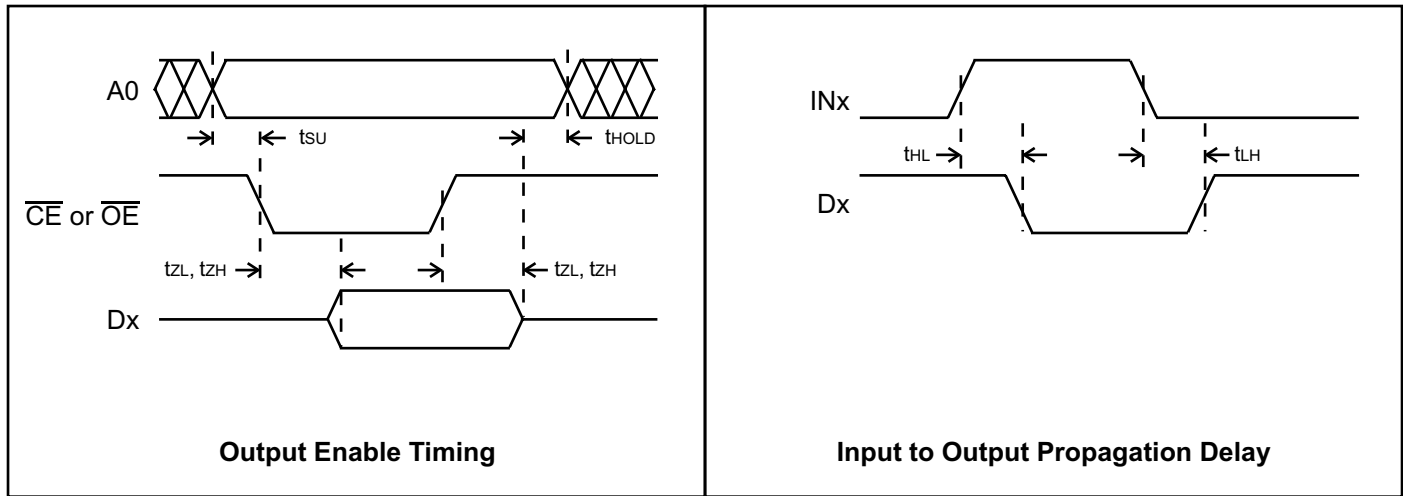 A0
tSU
tHOLD
CE or OE
tZL, tZH
tZL, tZH
Dx
Output Enable Timing
INx
tHL
tLH
Dx
Input to Output Propagation Delay